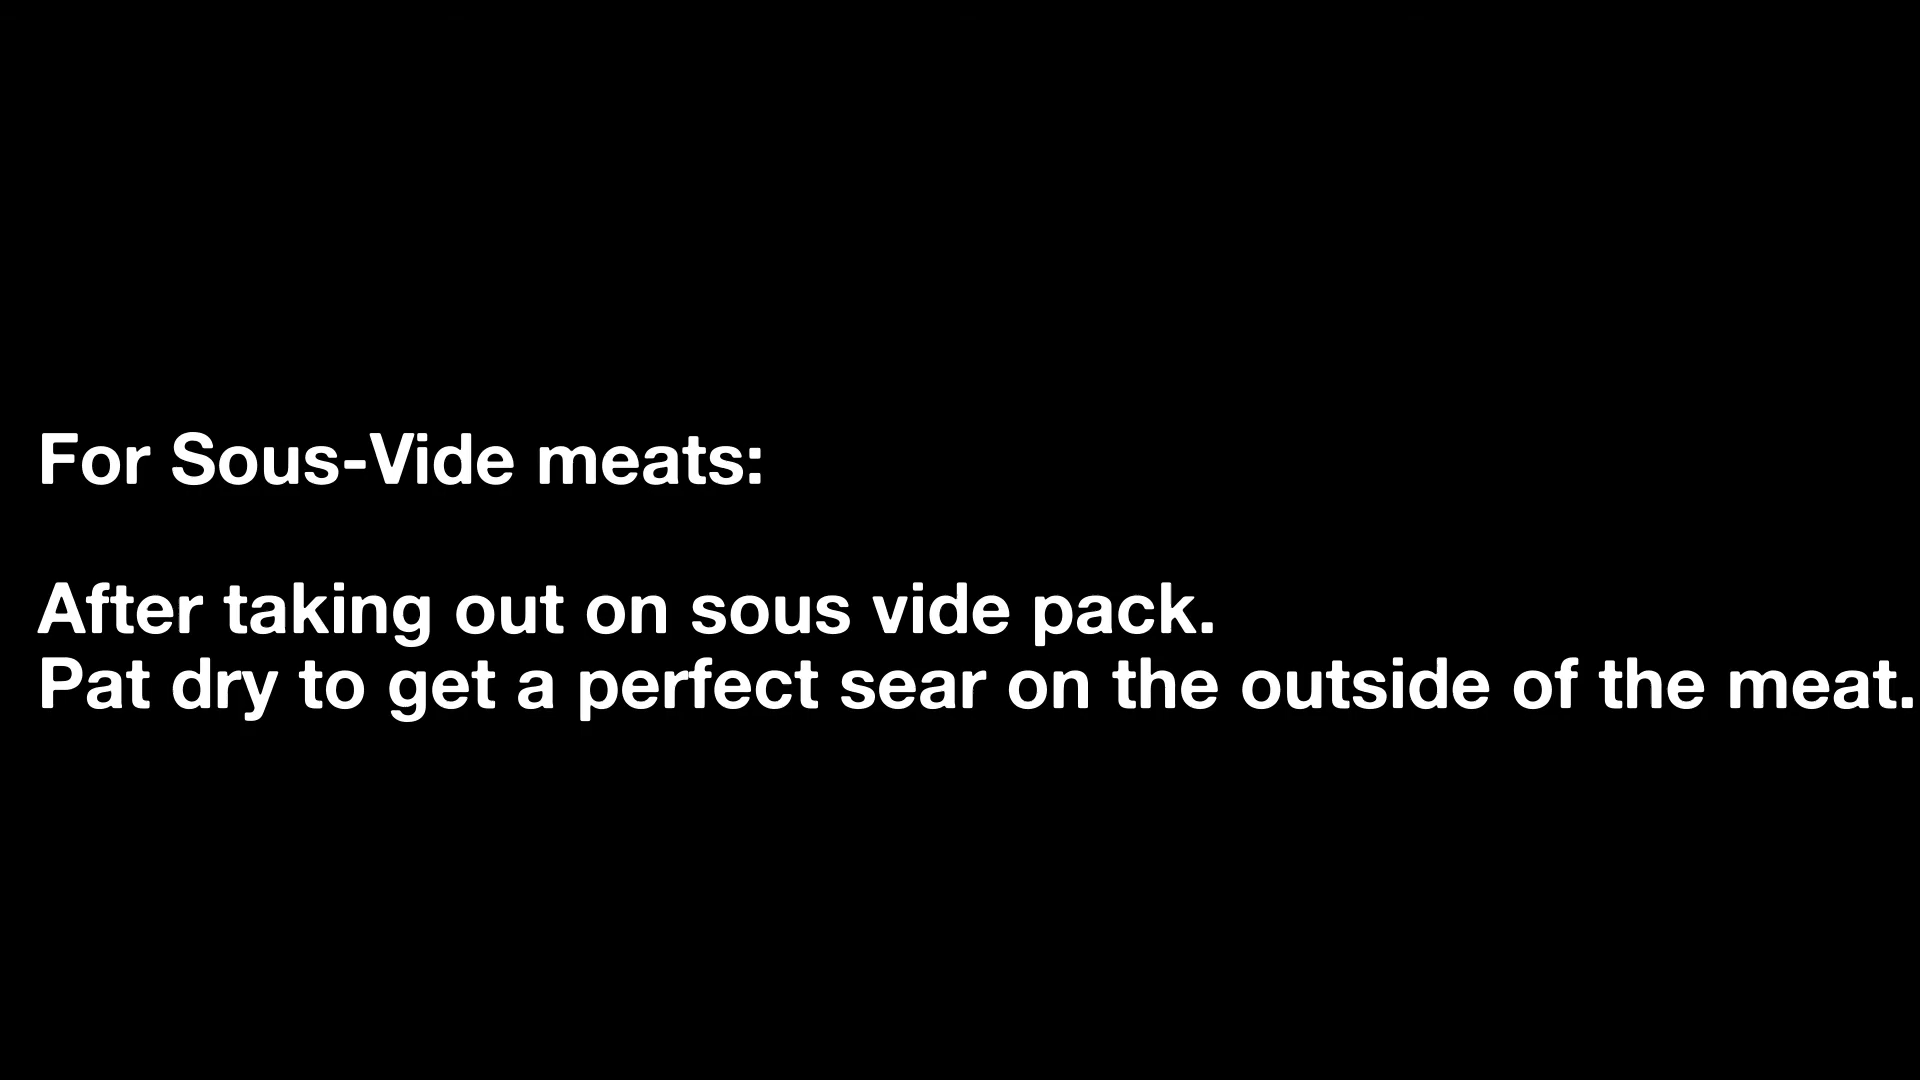 For Sous-Vide meats:
After taking out on sous vide pack.
Pat dry to get a perfect sear on the outside of the meat.